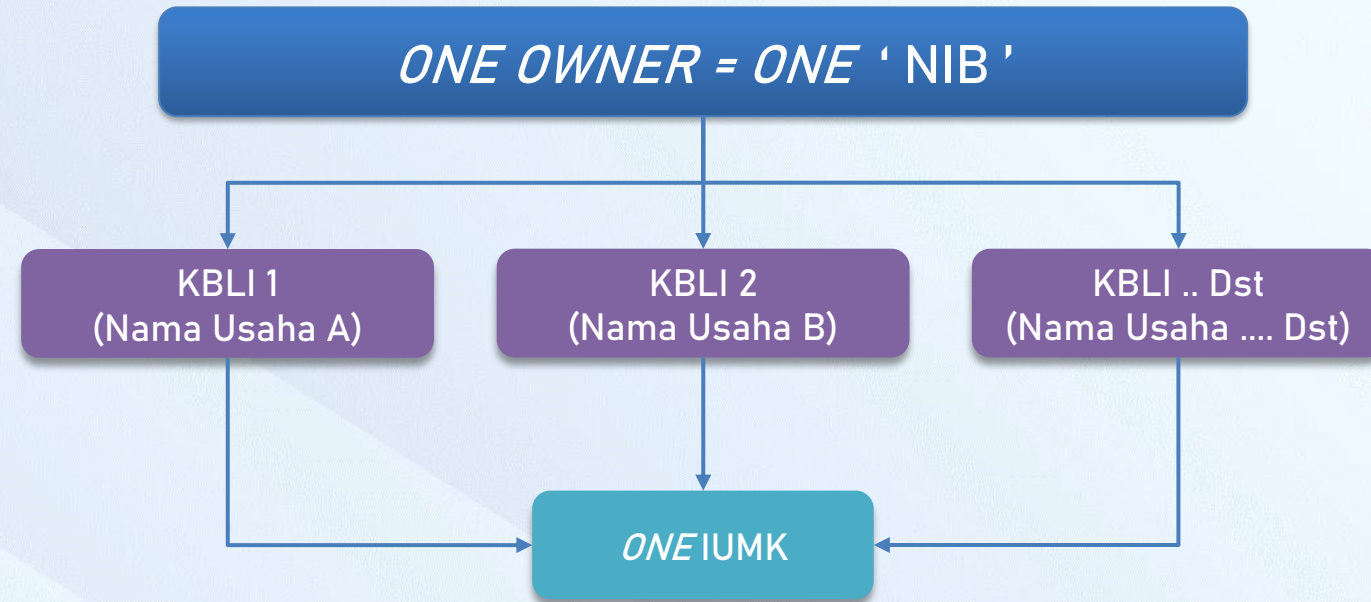 ONE OWNER = ONE ‘ NIB ’
KBLI 1
(Nama Usaha A)
KBLI 2
(Nama Usaha B)
KBLI .. Dst
(Nama Usaha .... Dst)
ONE IUMK